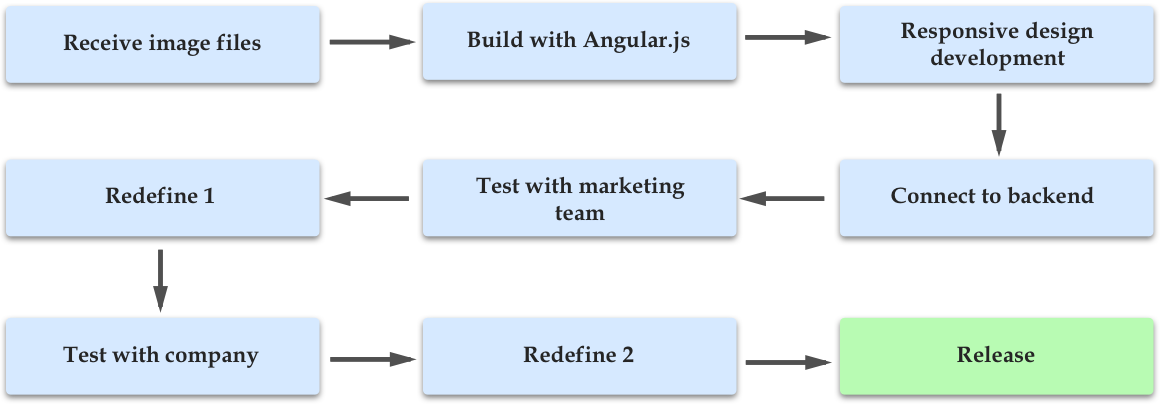 Receive image files
Build with Angular.js
Responsive design
development
Connect to backend
Test with marketing
team
Redefine 1
Test with company
Redefine 2
Release